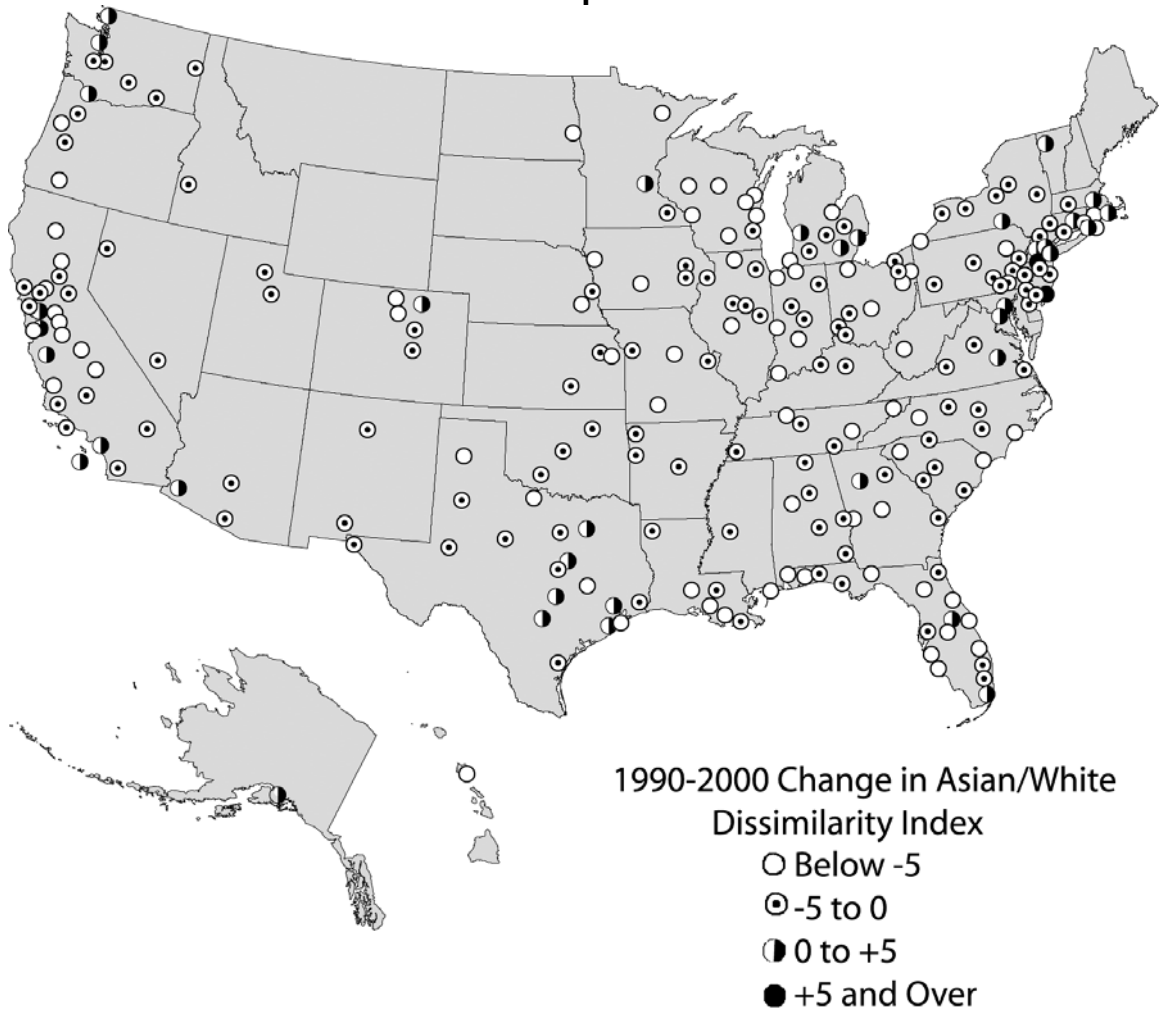 1990-2000 Change in Asian/White
Dissimilarity Index
Below -5
-5 to 0
0 to +5
+5 and Over